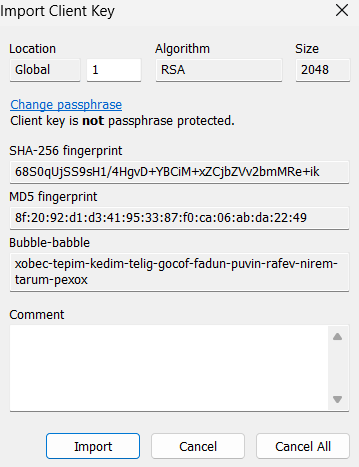 Import Client Key
Location Algorithm Size
Global 1 RSA 2048
Change passphrase
Client key is not passphrase protected.
SHA-256 fingerprint
68S0qUjSS9sH1/4HgvD+YBCiM+xZCjbZVv2bmMRe+ik
MD5 fingerprint
8f:20:92:d1:d3:41:95:33:87:f0:ca:06:ab:da:22:49
Bubble-babble
xobec-tepim-kedim-telig-gocof-fadun-puvin-rafev-nirem-
tarum-pexox
Comment
Import Cancel Cancel All